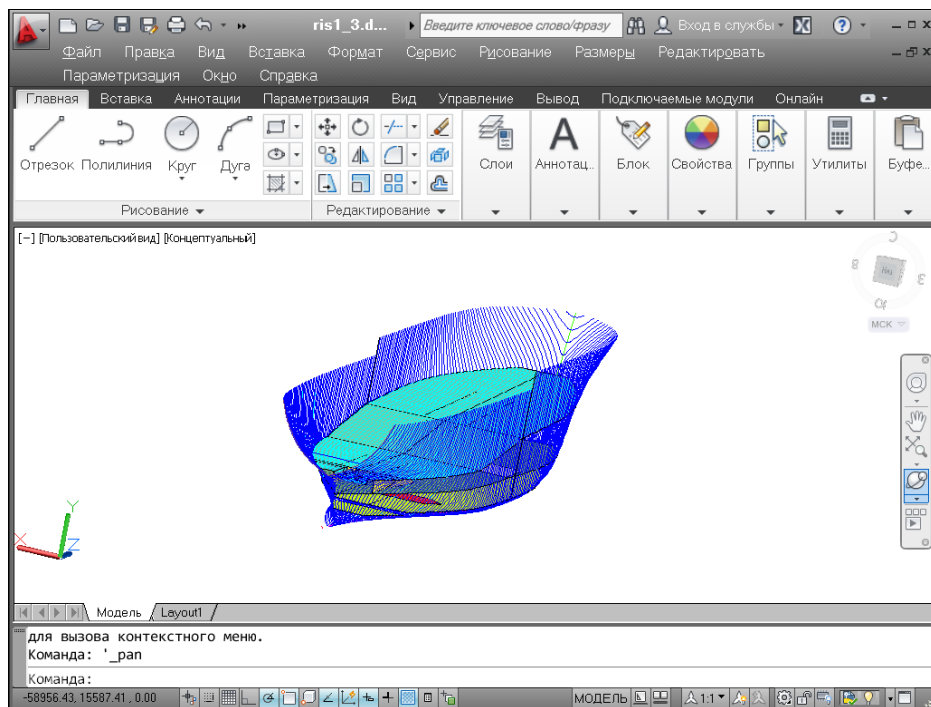 ris1_3.d... Введите ключевое слово/фразу Вход в службы
Файл Правка Вид Вставка Формат Сервис Рисование Размеры Редактировать
Параметризация Окно Справка
Главная Вставка Аннотации Параметризация Вид Управление Вывод Подключаемые модули Онлайн
Отрезок Полилиния Круг Дуга Слои Аннотац... Блок Свойства Группы Утилиты Буфе...
Рисование Редактирование
[−] [Пользовательский вид] [Концептуальный]
С
В
З
Ю
МСК
Y
X
Z
Модель Layout1
для вызова контекстного меню.
Команда: '_pan
Команда:
-58956.43, 15587.41 , 0.00 МОДЕЛЬ 1:1